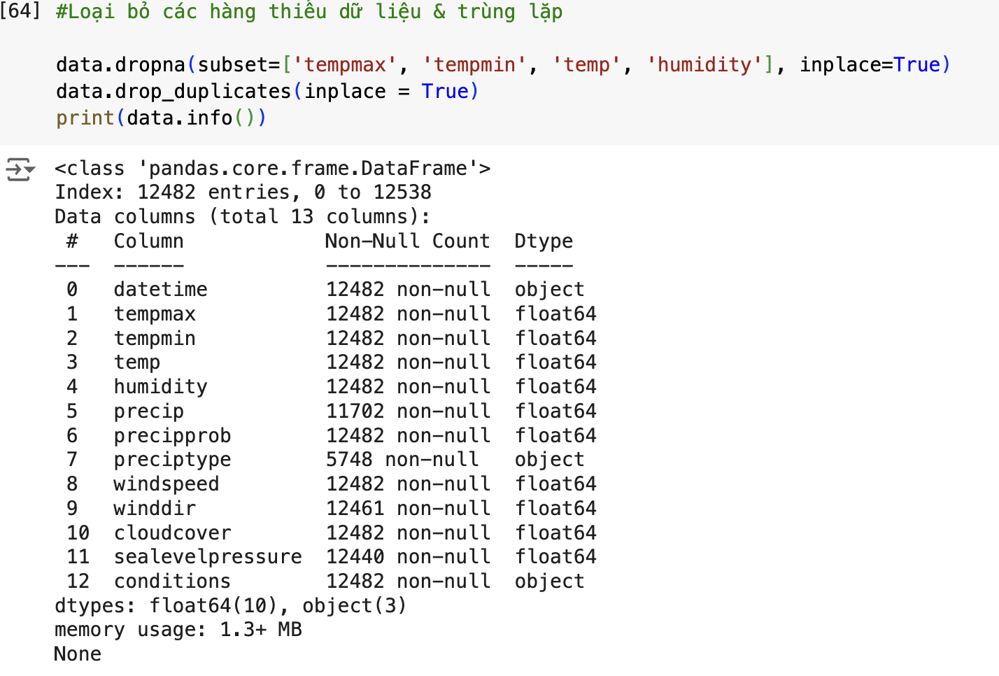 [64] #Loại bỏ các hàng thiếu dữ liệu & trùng lặp
data.dropna(subset=['tempmax', 'tempmin', 'temp', 'humidity'], inplace=True)
data.drop_duplicates(inplace = True)
print(data.info())
<class 'pandas.core.frame.DataFrame'>
Index: 12482 entries, 0 to 12538
Data columns (total 13 columns):
 #   Column            Non-Null Count  Dtype
---  ------            --------------  -----
 0   datetime          12482 non-null  object
 1   tempmax           12482 non-null  float64
 2   tempmin           12482 non-null  float64
 3   temp              12482 non-null  float64
 4   humidity          12482 non-null  float64
 5   precip            11702 non-null  float64
 6   precipprob        12482 non-null  float64
 7   preciptype        5748 non-null   object
 8   windspeed         12482 non-null  float64
 9   winddir           12461 non-null  float64
 10  cloudcover        12482 non-null  float64
 11  sealevelpressure  12440 non-null  float64
 12  conditions        12482 non-null  object
dtypes: float64(10), object(3)
memory usage: 1.3+ MB
None